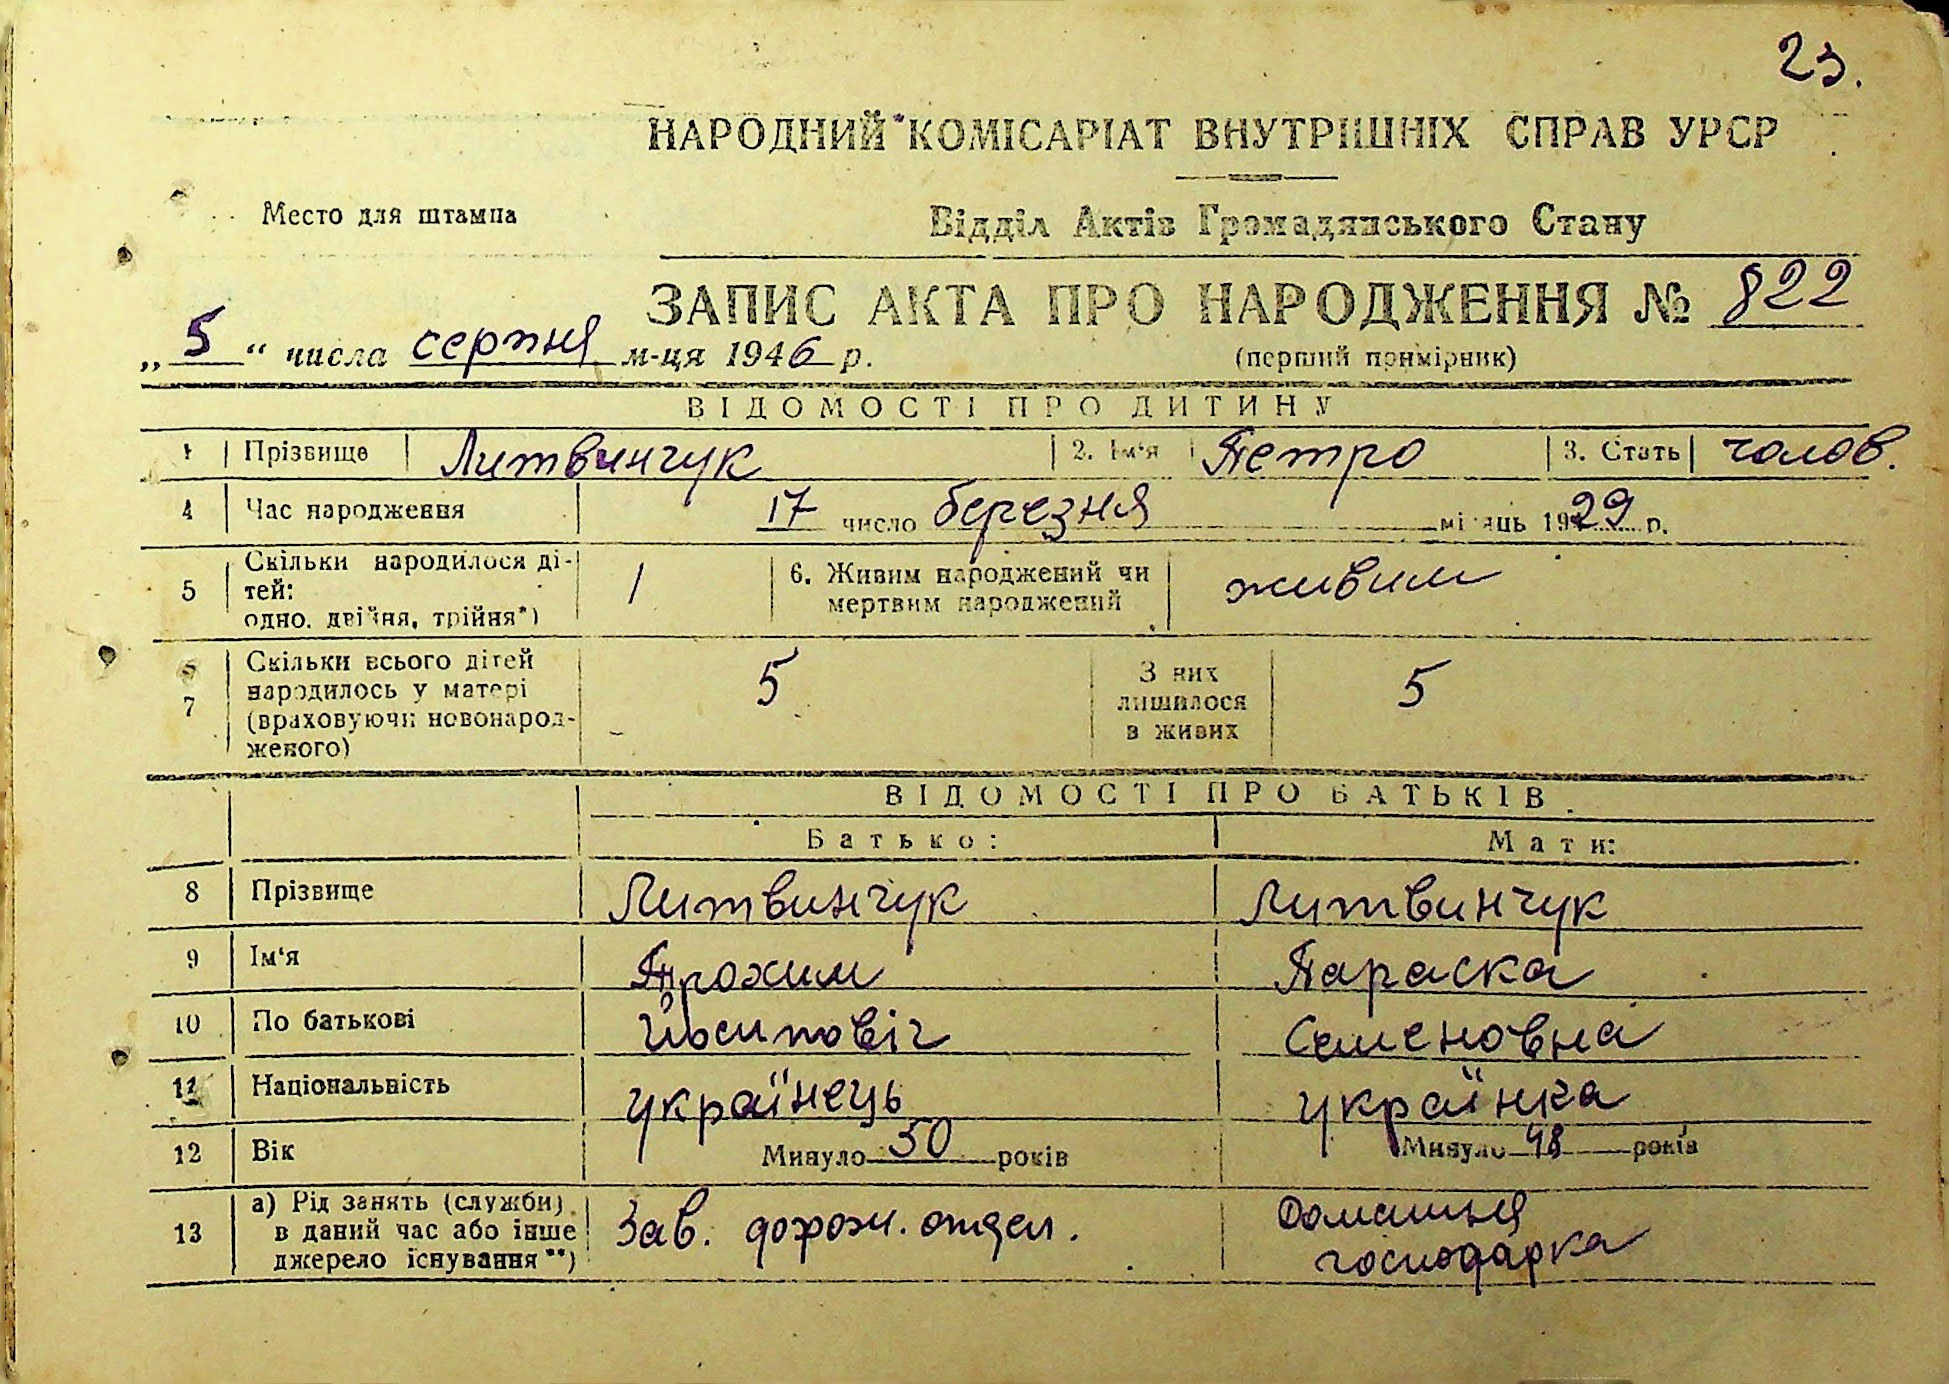 23.
НАРОДНИЙ КОМІСАРІАТ ВНУТРІШНІХ СПРАВ УРСР
Место для штампа
Відділ Актів Громадянського Стану
ЗАПИС АКТА ПРО НАРОДЖЕННЯ № 822
„5“ числа серпня м-ця 1946 р.
(перший примірник)
ВІДОМОСТІ ПРО ДИТИНУ
1 Прізвище Литвинчук 2. Ім'я Петро 3. Стать чолов.
4 Час народження 17 число березня місяць 1929 р.
5 Скільки народилося ді-
тей:
одно, двійня, трійня*) 1 6. Живим народжений чи
мертвим народжений живим
7 Скільки всього дітей
народилось у матері
(враховуючи новонарод-
женого) 5 З них
лишилося
в живих 5
ВІДОМОСТІ ПРО БАТЬКІВ
Батько: Мати:
8 Прізвище Литвинчук Литвинчук
9 Ім'я Трохим Параска
10 По батькові Йосиповіч Семеновна
11 Національність українець українка
12 Вік Минуло 50 років Минуло 48 років
13 а) Рід занять (служби)
в даний час або інше
джерело існування**) Зав. дорожн. отдел. Домашня
господарка